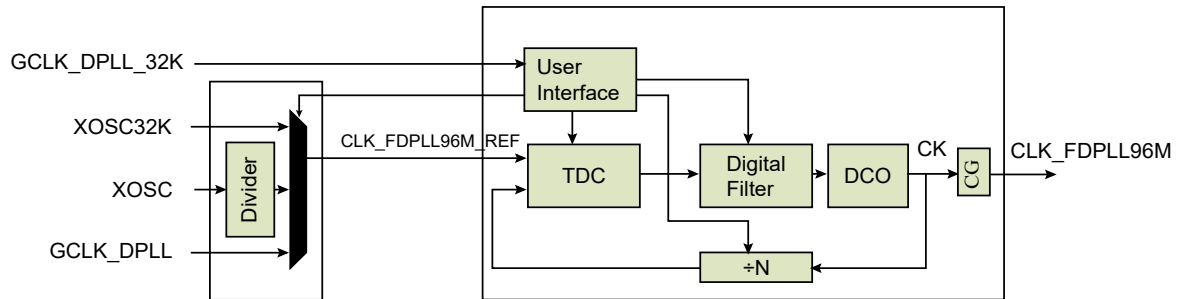 GCLK_DPLL_32K
User
Interface
XOSC32K
CLK_FDPLL96M_REF
CK
CLK_FDPLL96M
XOSC
Divider
TDC
Digital
Filter
DCO
CG
GCLK_DPLL
÷N